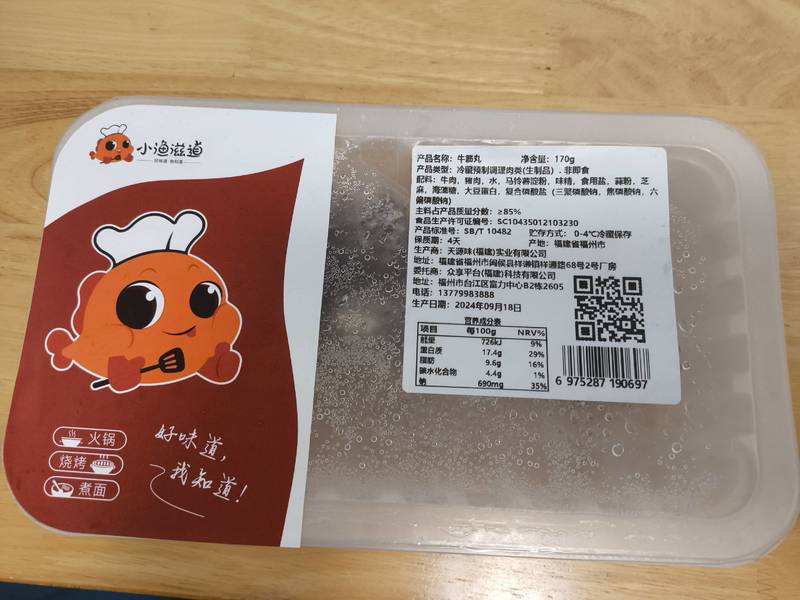 小渔滋道
好味道 我知道
火锅
烧烤
煮面
好味道，
我知道！
产品名称：牛筋丸 净含量：170g
产品类型：冷藏预制调理肉类(生制品)．非即食
配料：牛肉，猪肉，水，马铃薯淀粉，味精，食用盐，蒜粉，芝
麻，海藻糖，大豆蛋白，复合磷酸盐（三聚磷酸钠，焦磷酸钠，六
偏磷酸钠)
主料占产品质量分数：≥85%
食品生产许可证编号：SC10435012103230
产品标准号：SB/T 10482 贮存方式：0-4℃冷藏保存
保质期：4天 产地：福建省福州市
生产商：天源味(福建)实业有限公司
地址：福建省福州市闽侯县祥谦镇祥通路68号2号厂房
委托商：众享平台(福建)科技有限公司
地址：福州市台江区富力中心B2栋2605
电话：13779983888
生产日期：2024年09月18日
营养成分表
项目 每100g NRV%
能量 726kJ 9%
蛋白质 17.4g 29%
脂肪 9.6g 16%
碳水化合物 4.4g 1%
钠 690mg 35%
6 975287 190697